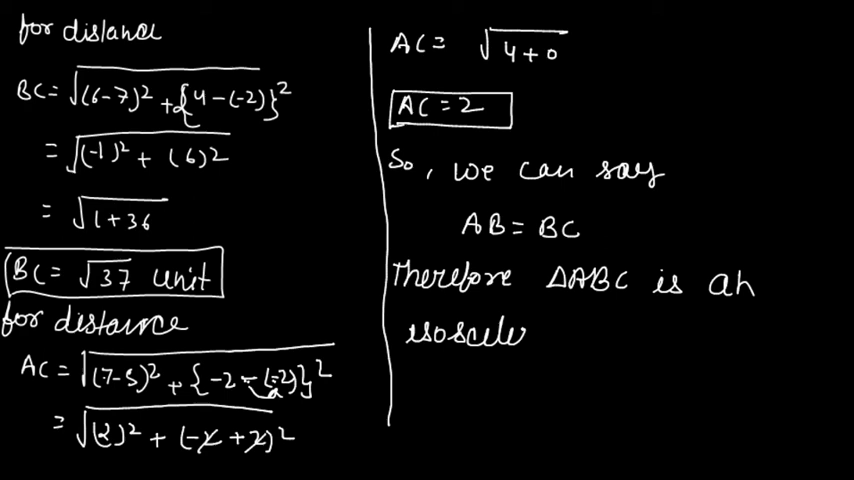 for distance
BC = √(6-7)² + {4-(-2)}²
= √(-1)² + (6)²
= √1+36
BC = √37 unit
for distance
AC = √(7-5)² + {-2-(-2)}²
= √(2)² + (-2+2)²
AC = √4+0
AC = 2
So, we can say
AB = BC
Therefore ΔABC is an
isoscele